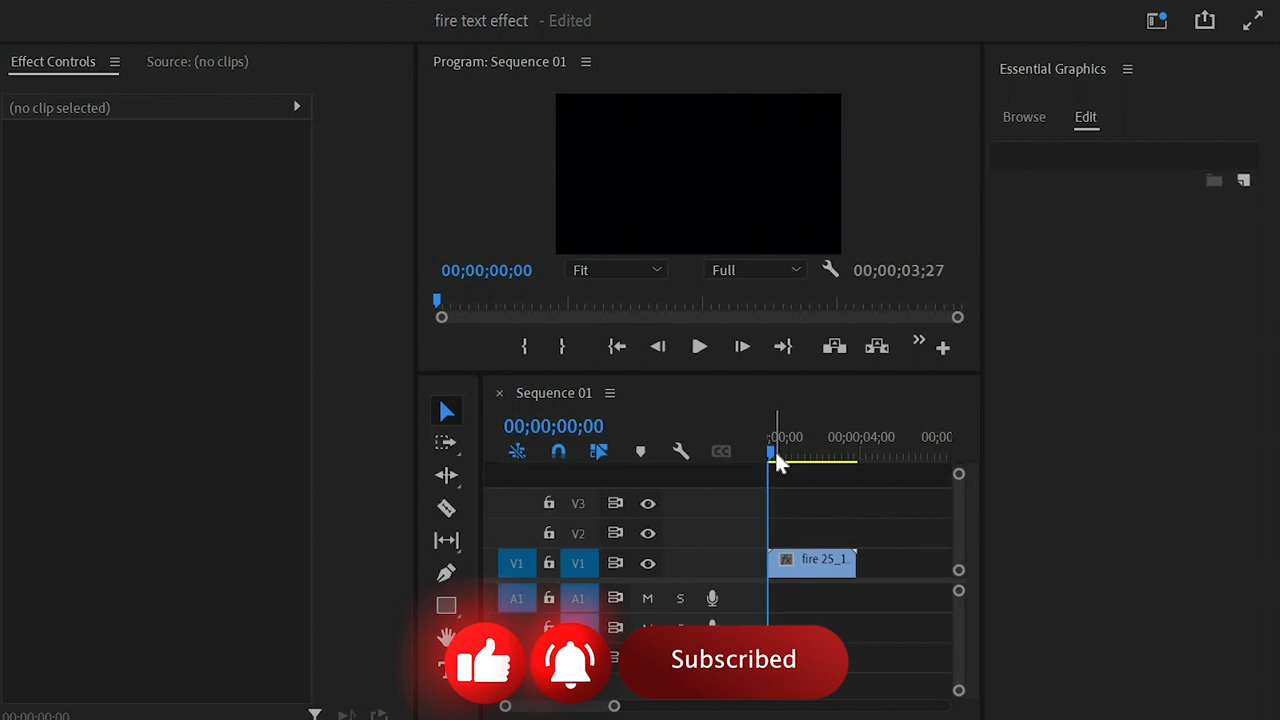 fire text effect - Edited
Effect Controls
Source: (no clips)
(no clip selected)
Program: Sequence 01
Essential Graphics
Browse
Edit
00;00;00;00
Fit
Full
00;00;03;27
Sequence 01
00;00;00;00
;00;00
00;00;04;00
00;00
CC
V3
V2
V1
V1
fire 25_1.
A1
A1
M
S
Subscribed
00:00:00:00